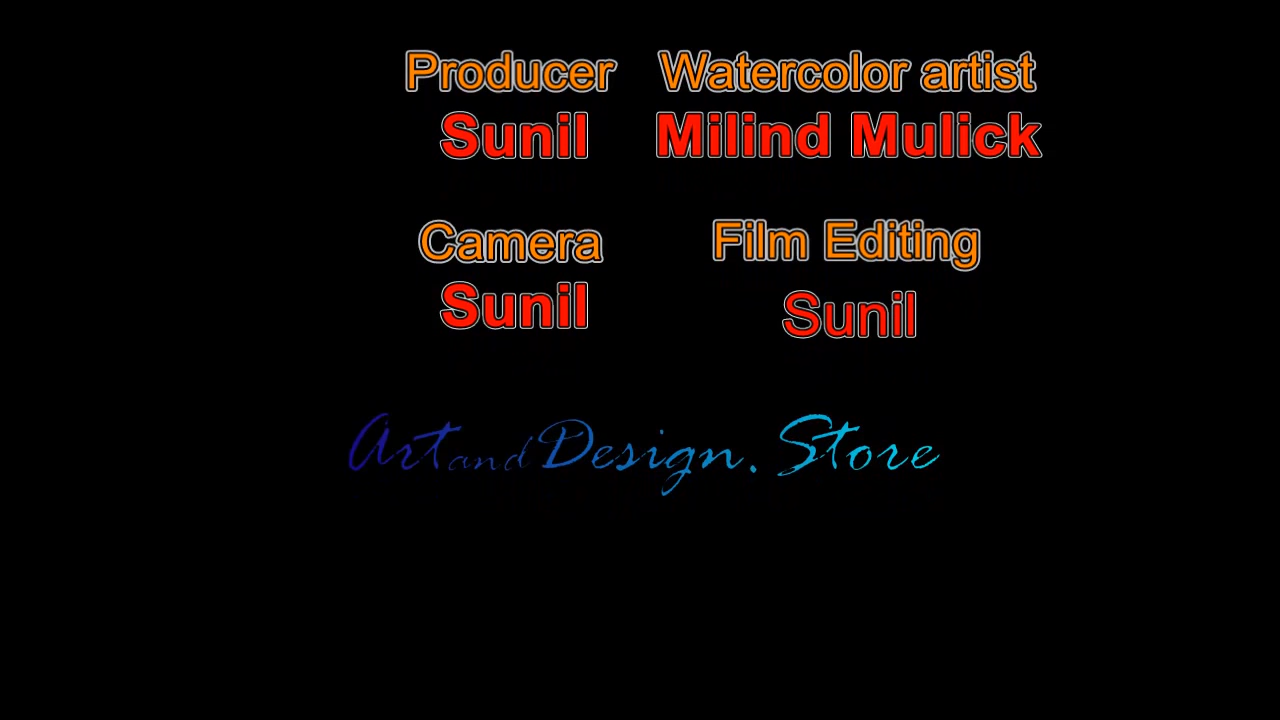 Producer Watercolor artist
Sunil Milind Mulick
Camera Film Editing
Sunil Sunil
ArtandDesign.Store